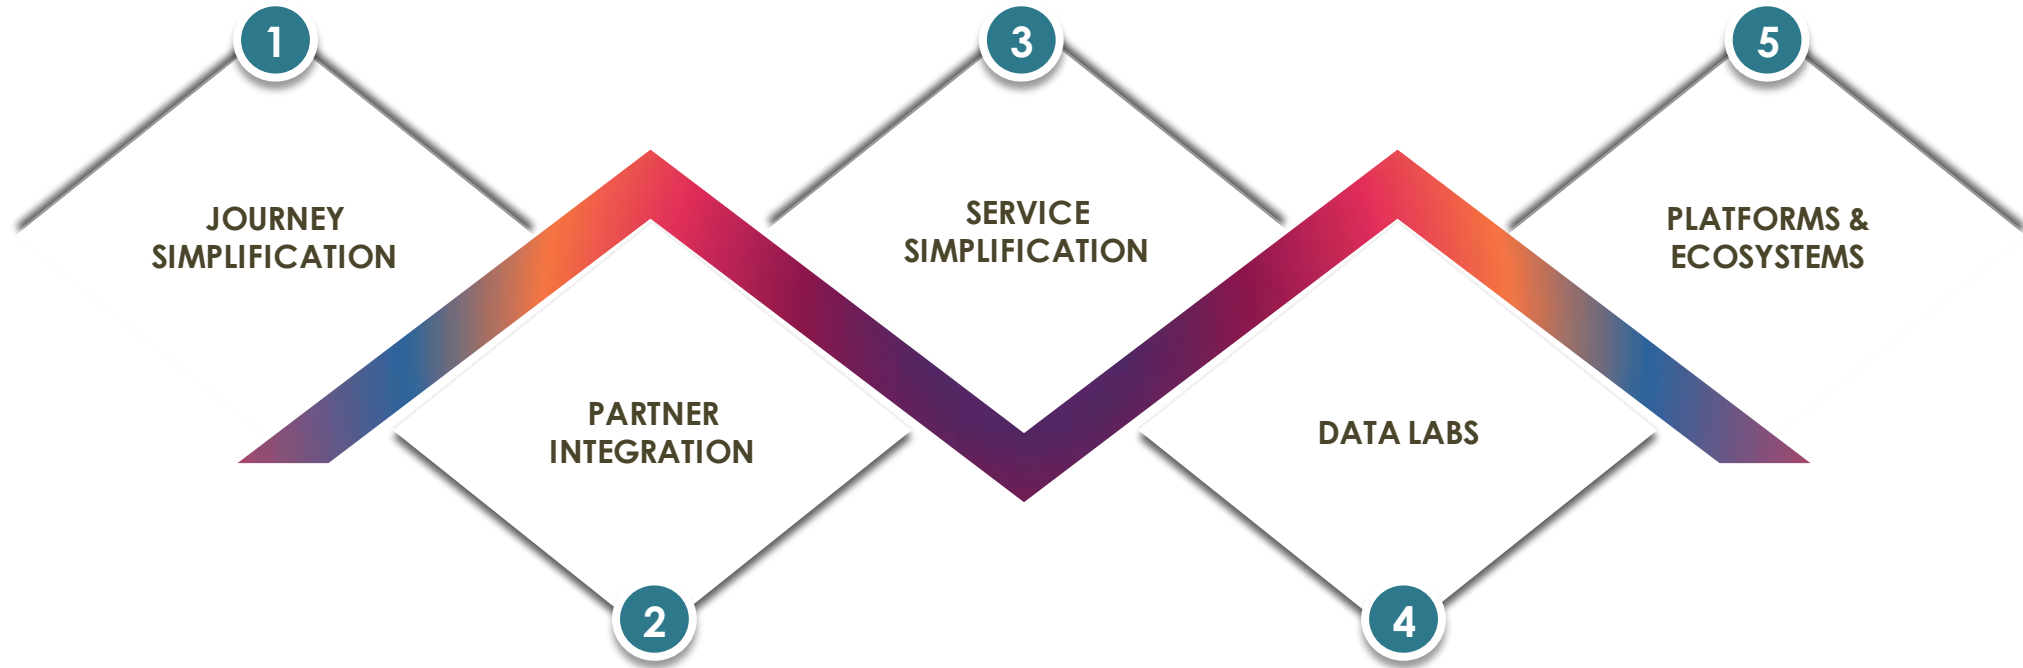 1
JOURNEY
SIMPLIFICATION
2
PARTNER
INTEGRATION
3
SERVICE
SIMPLIFICATION
4
DATA LABS
5
PLATFORMS &
ECOSYSTEMS